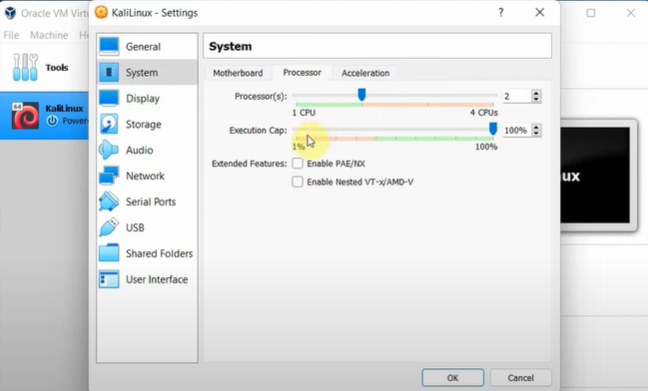 Oracle VM Virt
KaliLinux - Settings
File Machine He
Tools
64
KaliLinux
Power
General
System
Display
Storage
Audio
Network
Serial Ports
USB
Shared Folders
User Interface
System
Motherboard Processor Acceleration
Processor(s): 2
1 CPU 4 CPUs
Execution Cap: 100%
1% 100%
Extended Features: Enable PAE/NX
Enable Nested VT-x/AMD-V
ux
OK Cancel